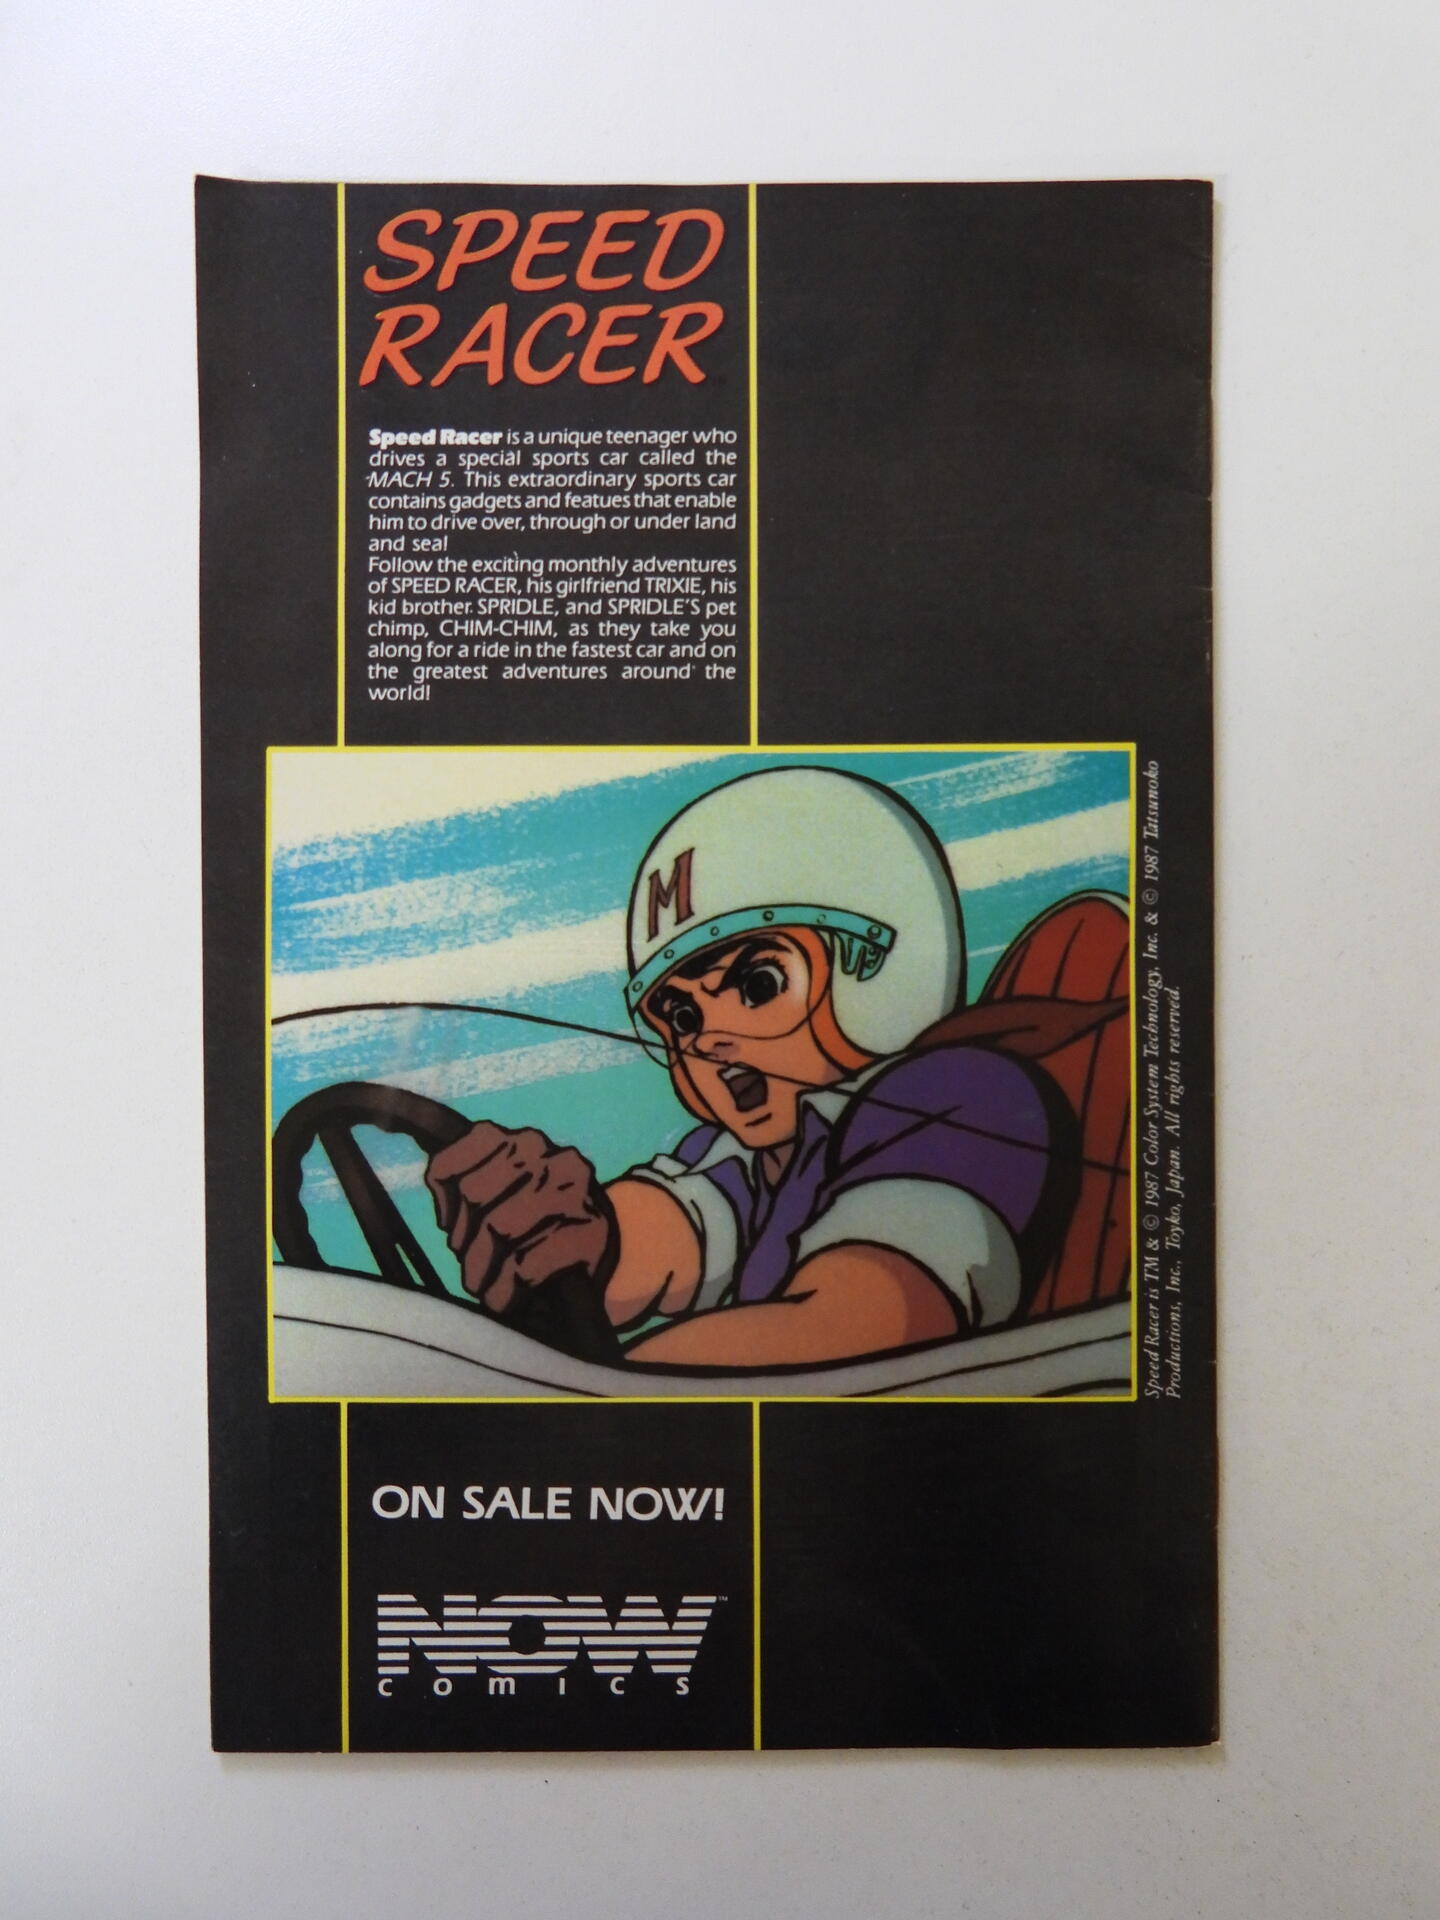 SPEED
RACER
Speed Racer is a unique teenager who
drives a special sports car called the
MACH 5. This extraordinary sports car
contains gadgets and featues that enable
him to drive over, through or under land
and sea!
Follow the exciting monthly adventures
of SPEED RACER, his girlfriend TRIXIE, his
kid brother SPRIDLE, and SPRIDLE'S pet
chimp, CHIM-CHIM, as they take you
along for a ride in the fastest car and on
the greatest adventures around the
world!
M
Speed Racer is TM & © 1987 Color System Technology, Inc. & © 1987 Tatsunoko
Productions, Inc., Toyko, Japan. All rights reserved.
ON SALE NOW!
NOW™
comics